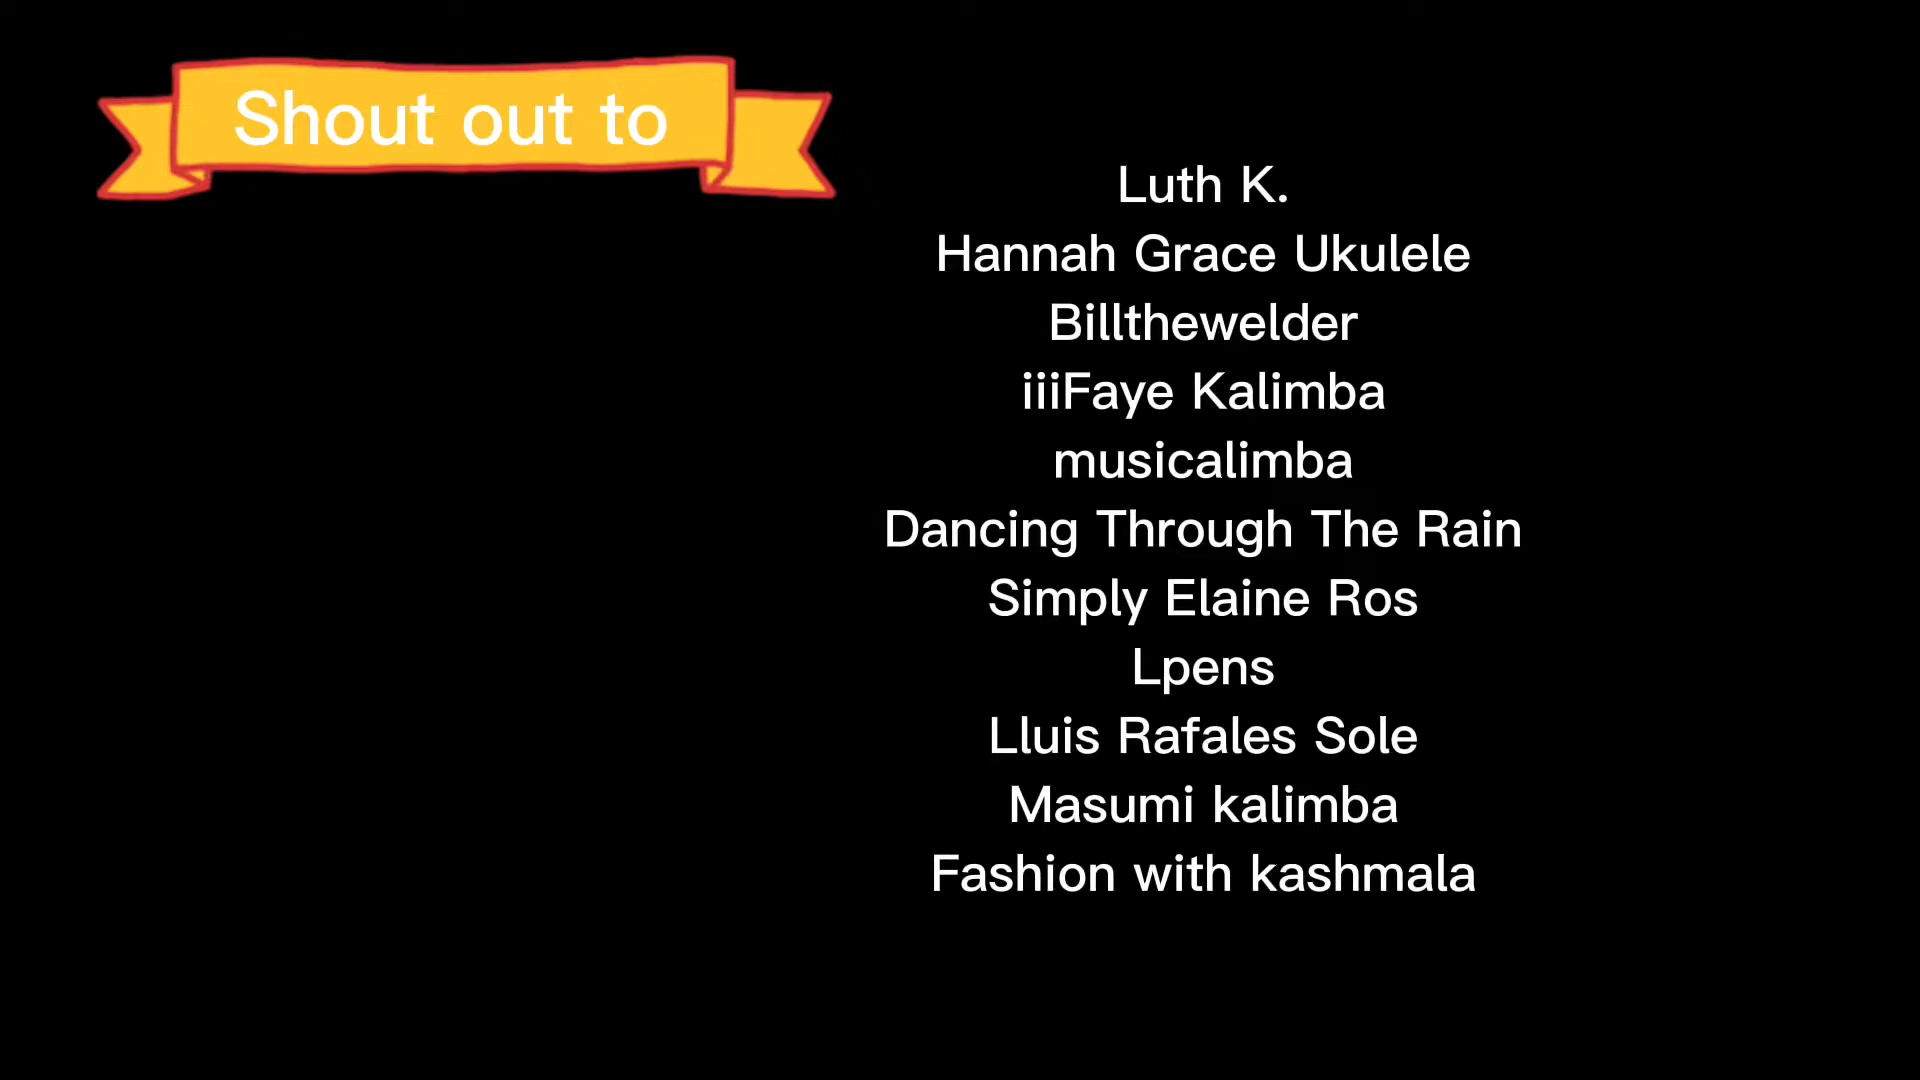 Shout out to
Luth K.
Hannah Grace Ukulele
Billthewelder
iiiFaye Kalimba
musicalimba
Dancing Through The Rain
Simply Elaine Ros
Lpens
Lluis Rafales Sole
Masumi kalimba
Fashion with kashmala